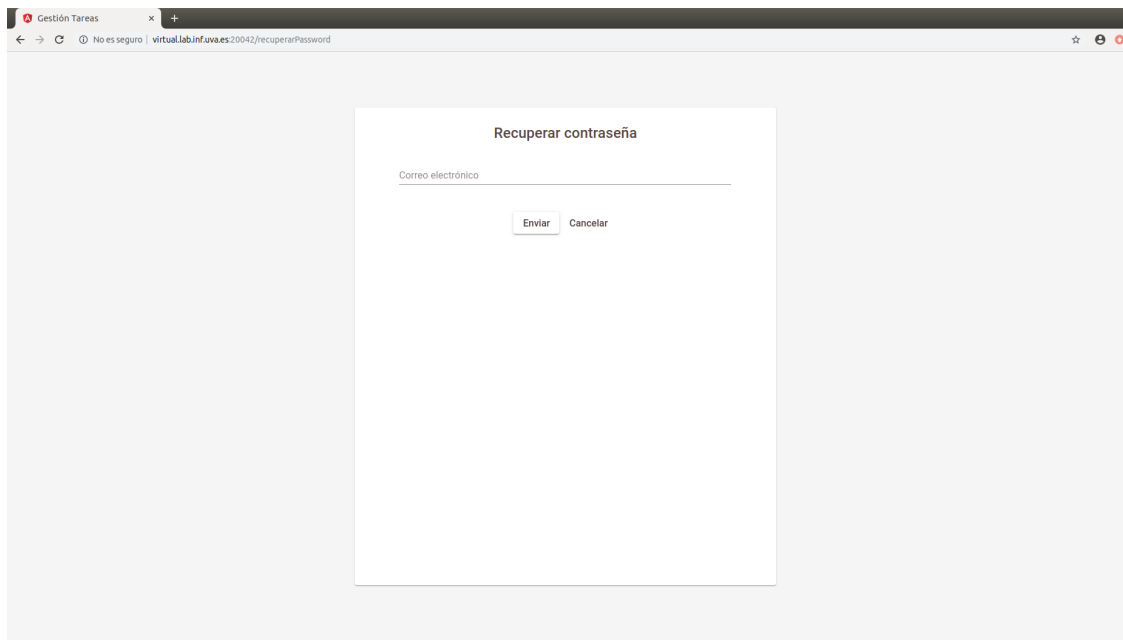 Gestión Tareas
No es seguro | virtual.lab.inf.uva.es:20042/recuperarPassword
Recuperar contraseña
Correo electrónico
Enviar Cancelar